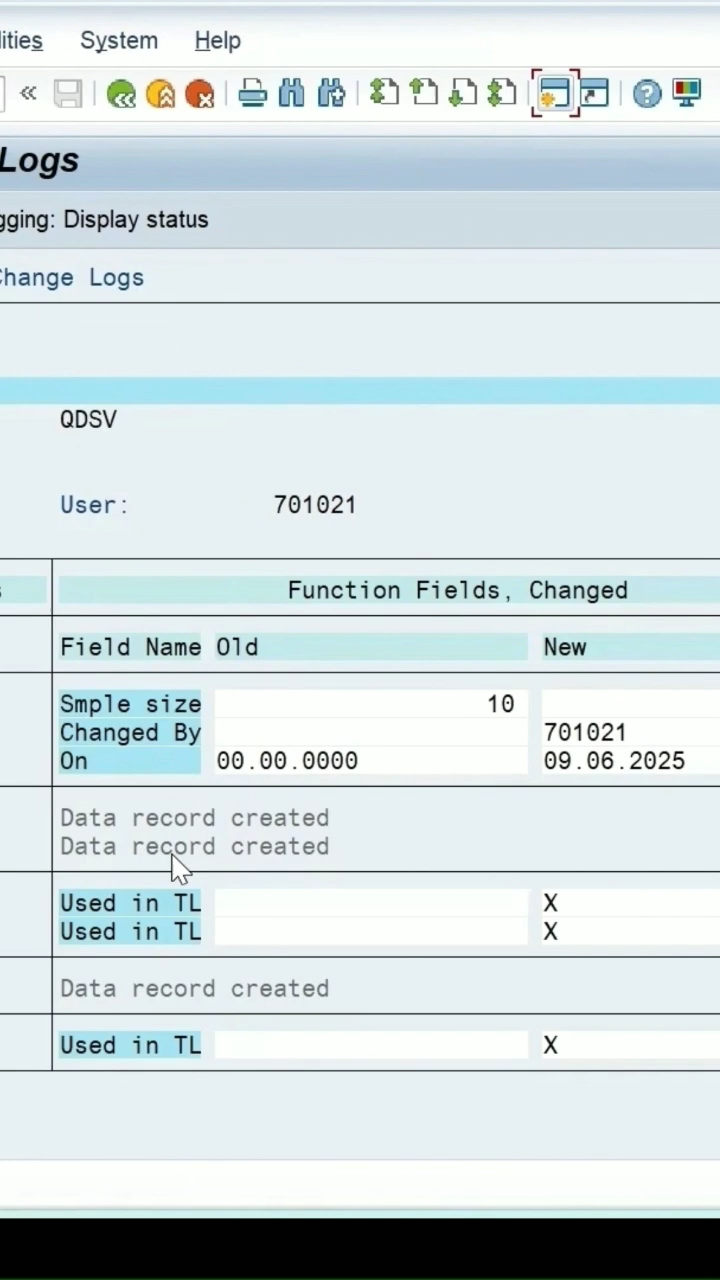 lities System Help
Logs
gging: Display status
Change Logs
QDSV
User: 701021
Function Fields, Changed
Field Name Old New
Smple size 10
Changed By 701021
On 00.00.0000 09.06.2025
Data record created
Data record created
Used in TL X
Used in TL X
Data record created
Used in TL X